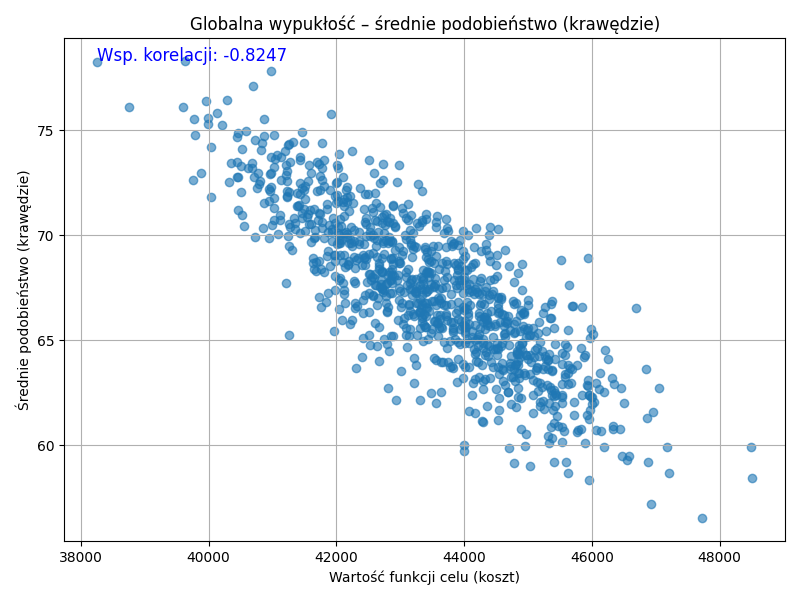 Globalna wypukłość – średnie podobieństwo (krawędzie)
Wsp. korelacji: -0.8247
Średnie podobieństwo (krawędzie)
75
70
65
60
38000 40000 42000 44000 46000 48000
Wartość funkcji celu (koszt)